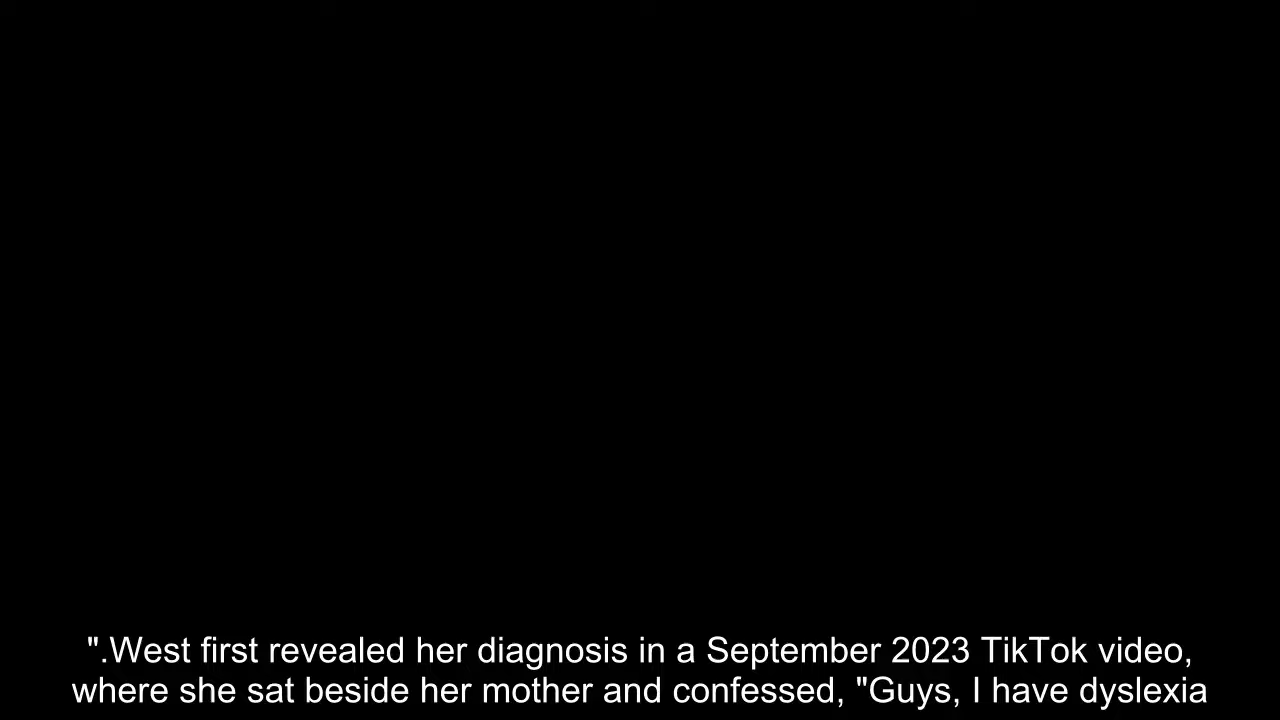 ".West first revealed her diagnosis in a September 2023 TikTok video,
where she sat beside her mother and confessed, "Guys, I have dyslexia